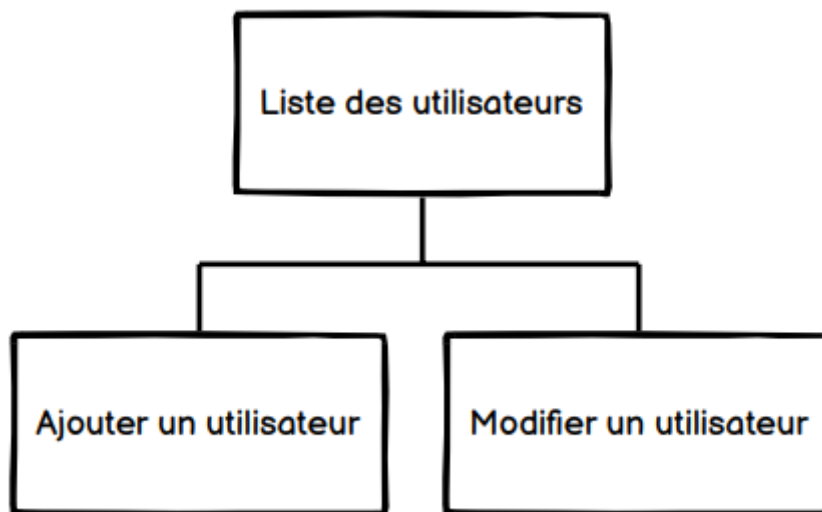 Liste des utilisateurs
Ajouter un utilisateur
Modifier un utilisateur